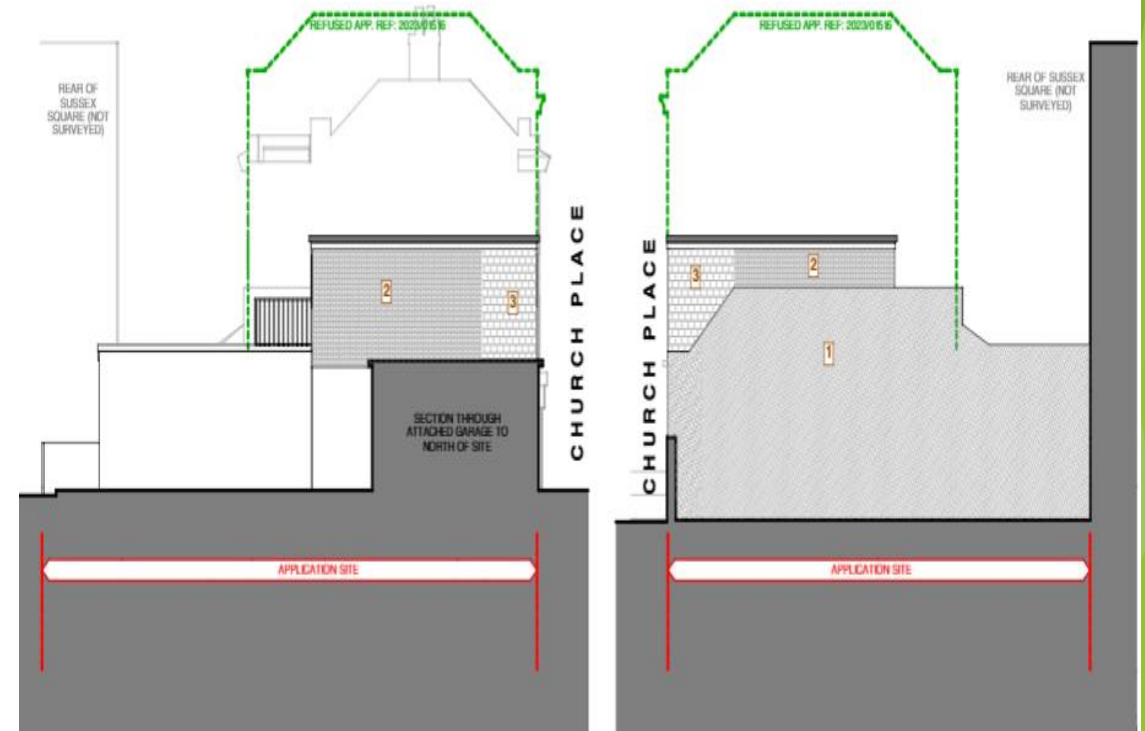 REFUSED APP. REF: 2023/01516
REAR OF
SUSSEX
SQUARE (NOT
SURVEYED)
2
3
CHURCH PLACE
SECTION THROUGH
ATTACHED GARAGE TO
NORTH OF SITE
APPLICATION SITE
REFUSED APP. REF: 2023/01516
REAR OF SUSSEX
SQUARE (NOT
SURVEYED)
CHURCH PLACE
3
2
1
APPLICATION SITE